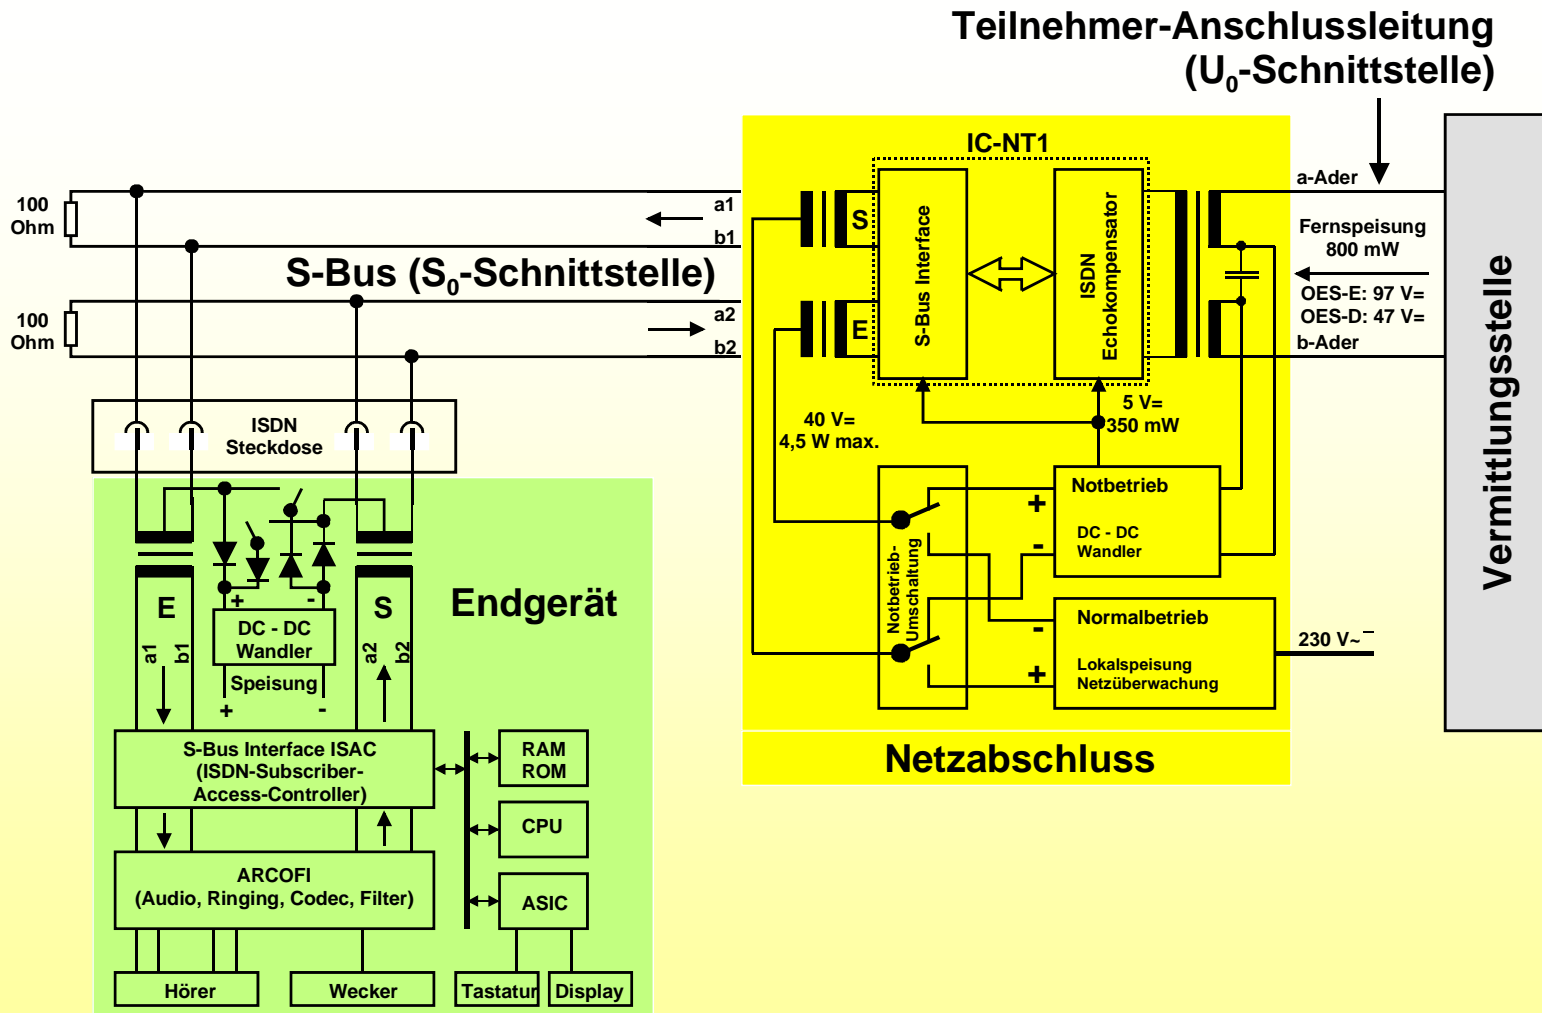 Teilnehmer-Anschlussleitung
(U0-Schnittstelle)
IC-NT1
a-Ader
100
Ohm
a1
b1
S
S-Bus Interface
ISDN
Echokompensator
Fernspeisung
800 mW
S-Bus (S0-Schnittstelle)
OES-E: 97 V=
OES-D: 47 V=
100
Ohm
a2
b2
E
b-Ader
Vermittlungsstelle
ISDN
Steckdose
40 V=
4,5 W max.
5 V=
350 mW
Notbetrieb-
Umschaltung
+
-
Notbetrieb
DC - DC
Wandler
-
+
Normalbetrieb
Lokalspeisung
Netzüberwachung
230 V~
Netzabschluss
E
S
Endgerät
+
-
DC - DC
Wandler
a1
b1
a2
b2
Speisung
+
-
S-Bus Interface ISAC
(ISDN-Subscriber-
Access-Controller)
RAM
ROM
CPU
ARCOFI
(Audio, Ringing, Codec, Filter)
ASIC
Hörer
Wecker
Tastatur
Display